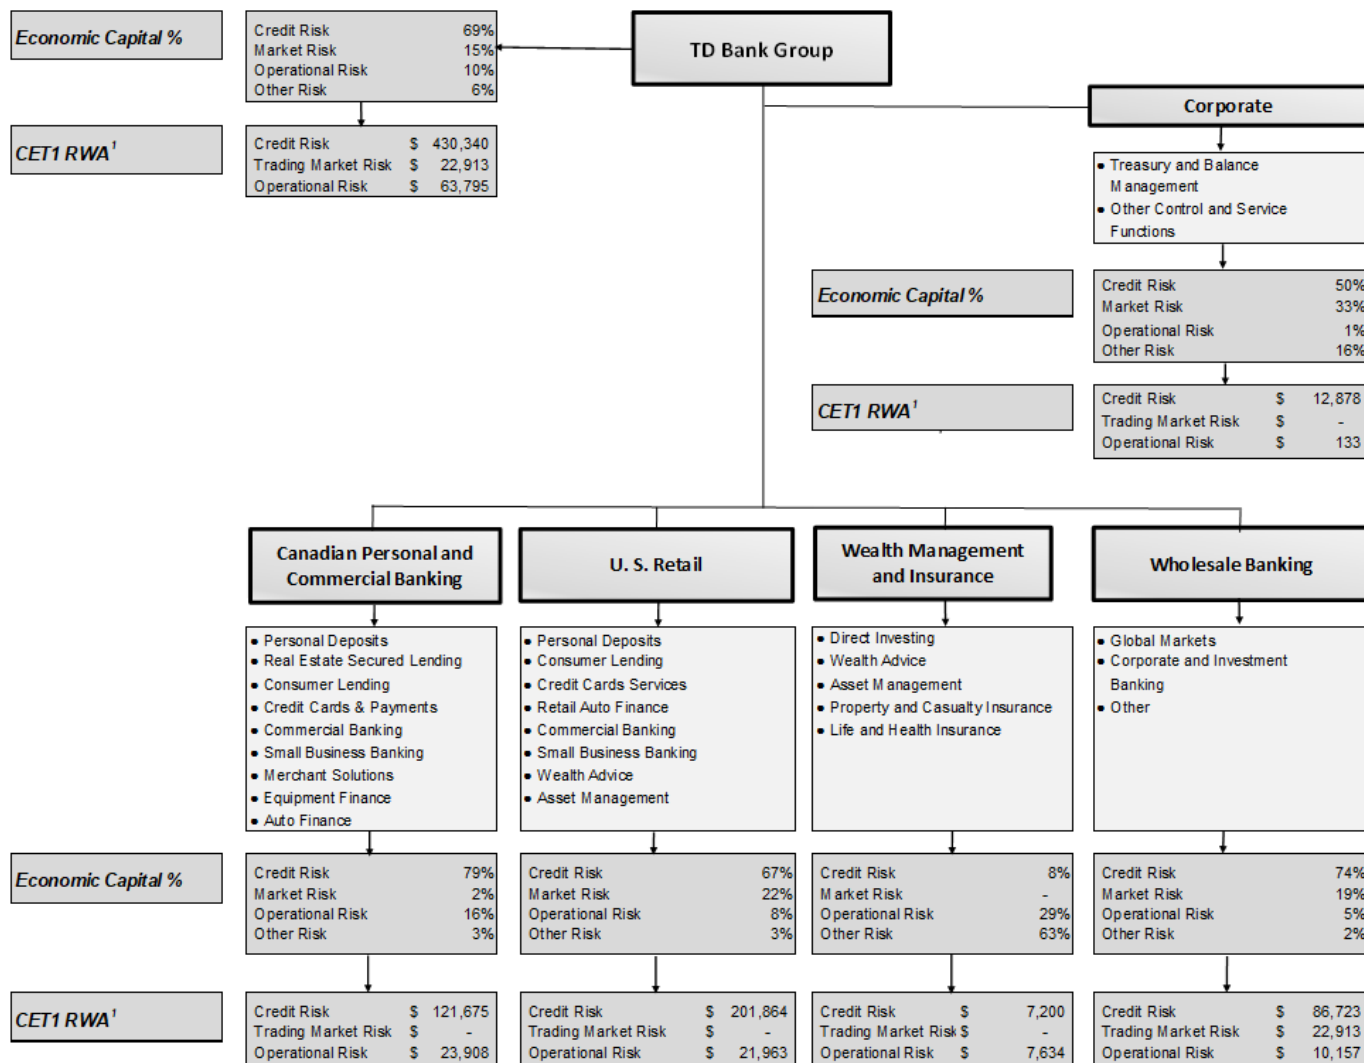 TD Bank Group
Economic Capital %
Credit Risk 69%
Market Risk 15%
Operational Risk 10%
Other Risk 6%
CET1 RWA¹
Credit Risk $ 430,340
Trading Market Risk $ 22,913
Operational Risk $ 63,795
Corporate
• Treasury and Balance
Management
• Other Control and Service
Functions
Economic Capital %
Credit Risk 50%
Market Risk 33%
Operational Risk 1%
Other Risk 16%
CET1 RWA¹
Credit Risk $ 12,878
Trading Market Risk $ -
Operational Risk $ 133
Canadian Personal and
Commercial Banking
• Personal Deposits
• Real Estate Secured Lending
• Consumer Lending
• Credit Cards & Payments
• Commercial Banking
• Small Business Banking
• Merchant Solutions
• Equipment Finance
• Auto Finance
U. S. Retail
• Personal Deposits
• Consumer Lending
• Credit Cards Services
• Retail Auto Finance
• Commercial Banking
• Small Business Banking
• Wealth Advice
• Asset Management
Wealth Management
and Insurance
• Direct Investing
• Wealth Advice
• Asset Management
• Property and Casualty Insurance
• Life and Health Insurance
Wholesale Banking
• Global Markets
• Corporate and Investment
Banking
• Other
Economic Capital %
Credit Risk 79%
Market Risk 2%
Operational Risk 16%
Other Risk 3%
Credit Risk 67%
Market Risk 22%
Operational Risk 8%
Other Risk 3%
Credit Risk 8%
Market Risk -
Operational Risk 29%
Other Risk 63%
Credit Risk 74%
Market Risk 19%
Operational Risk 5%
Other Risk 2%
CET1 RWA¹
Credit Risk $ 121,675
Trading Market Risk $ -
Operational Risk $ 23,908
Credit Risk $ 201,864
Trading Market Risk $ -
Operational Risk $ 21,963
Credit Risk $ 7,200
Trading Market Risk $ -
Operational Risk $ 7,634
Credit Risk $ 86,723
Trading Market Risk $ 22,913
Operational Risk $ 10,157